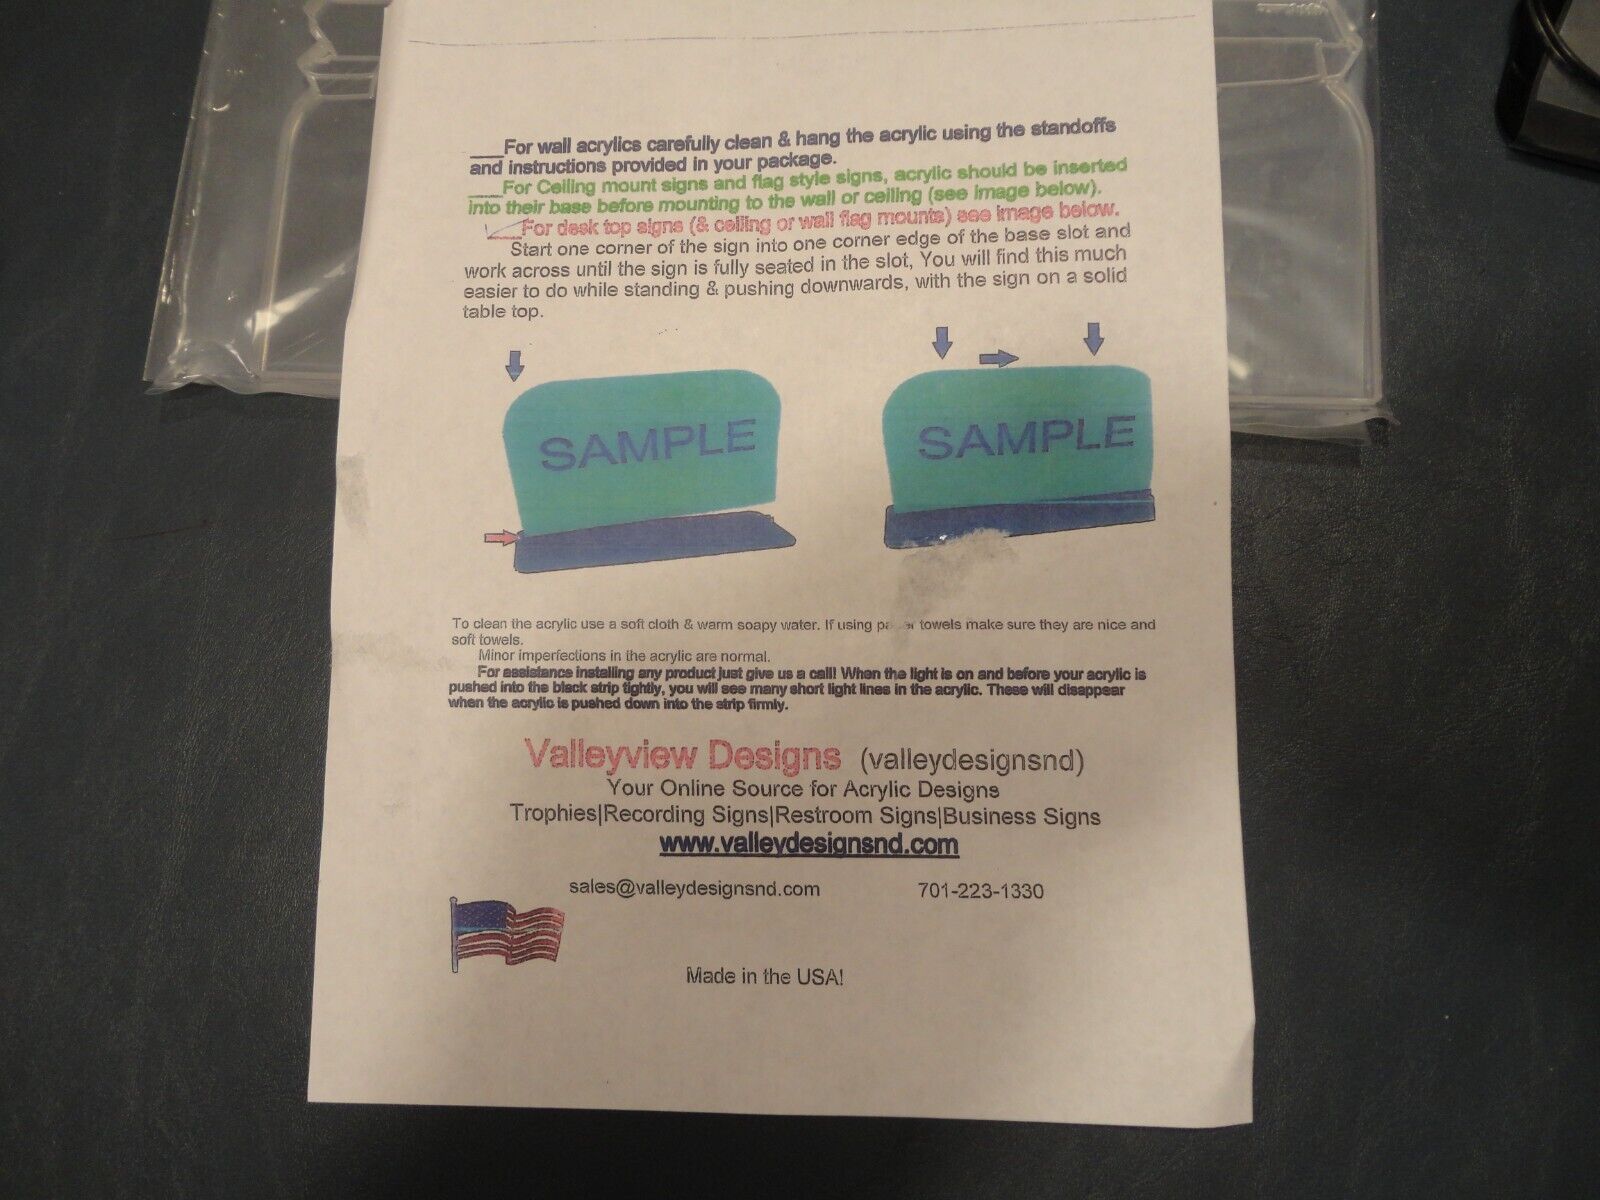 ___For wall acrylics carefully clean & hang the acrylic using the standoffs
and instructions provided in your package.
___For Ceiling mount signs and flag style signs, acrylic should be inserted
into their base before mounting to the wall or ceiling (see image below).
___For desk top signs (& ceiling or wall flag mounts) see image below.
Start one corner of the sign into one corner edge of the base slot and
work across until the sign is fully seated in the slot, You will find this much
easier to do while standing & pushing downwards, with the sign on a solid
table top.
SAMPLE
SAMPLE
To clean the acrylic use a soft cloth & warm soapy water. If using towels make sure they are nice and
soft towels.
Minor imperfections in the acrylic are normal.
For assistance installing any product just give us a call! When the light is on and before your acrylic is
pushed into the black strip tightly, you will see many short light lines in the acrylic. These will disappear
when the acrylic is pushed down into the strip firmly.
Valleyview Designs (valleydesignsnd)
Your Online Source for Acrylic Designs
Trophies|Recording Signs|Restroom Signs|Business Signs
www.valleydesignsnd.com
sales@valleydesignsnd.com 701-223-1330
Made in the USA!